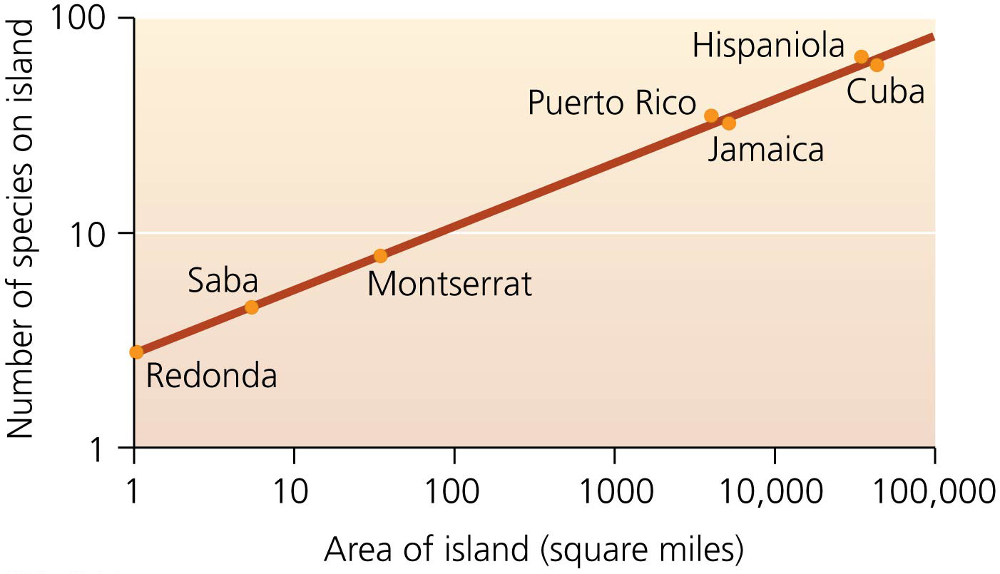 Number of species on island
100
10
1
Hispaniola
Cuba
Puerto Rico
Jamaica
Saba
Montserrat
Redonda
1 10 100 1000 10,000 100,000
Area of island (square miles)